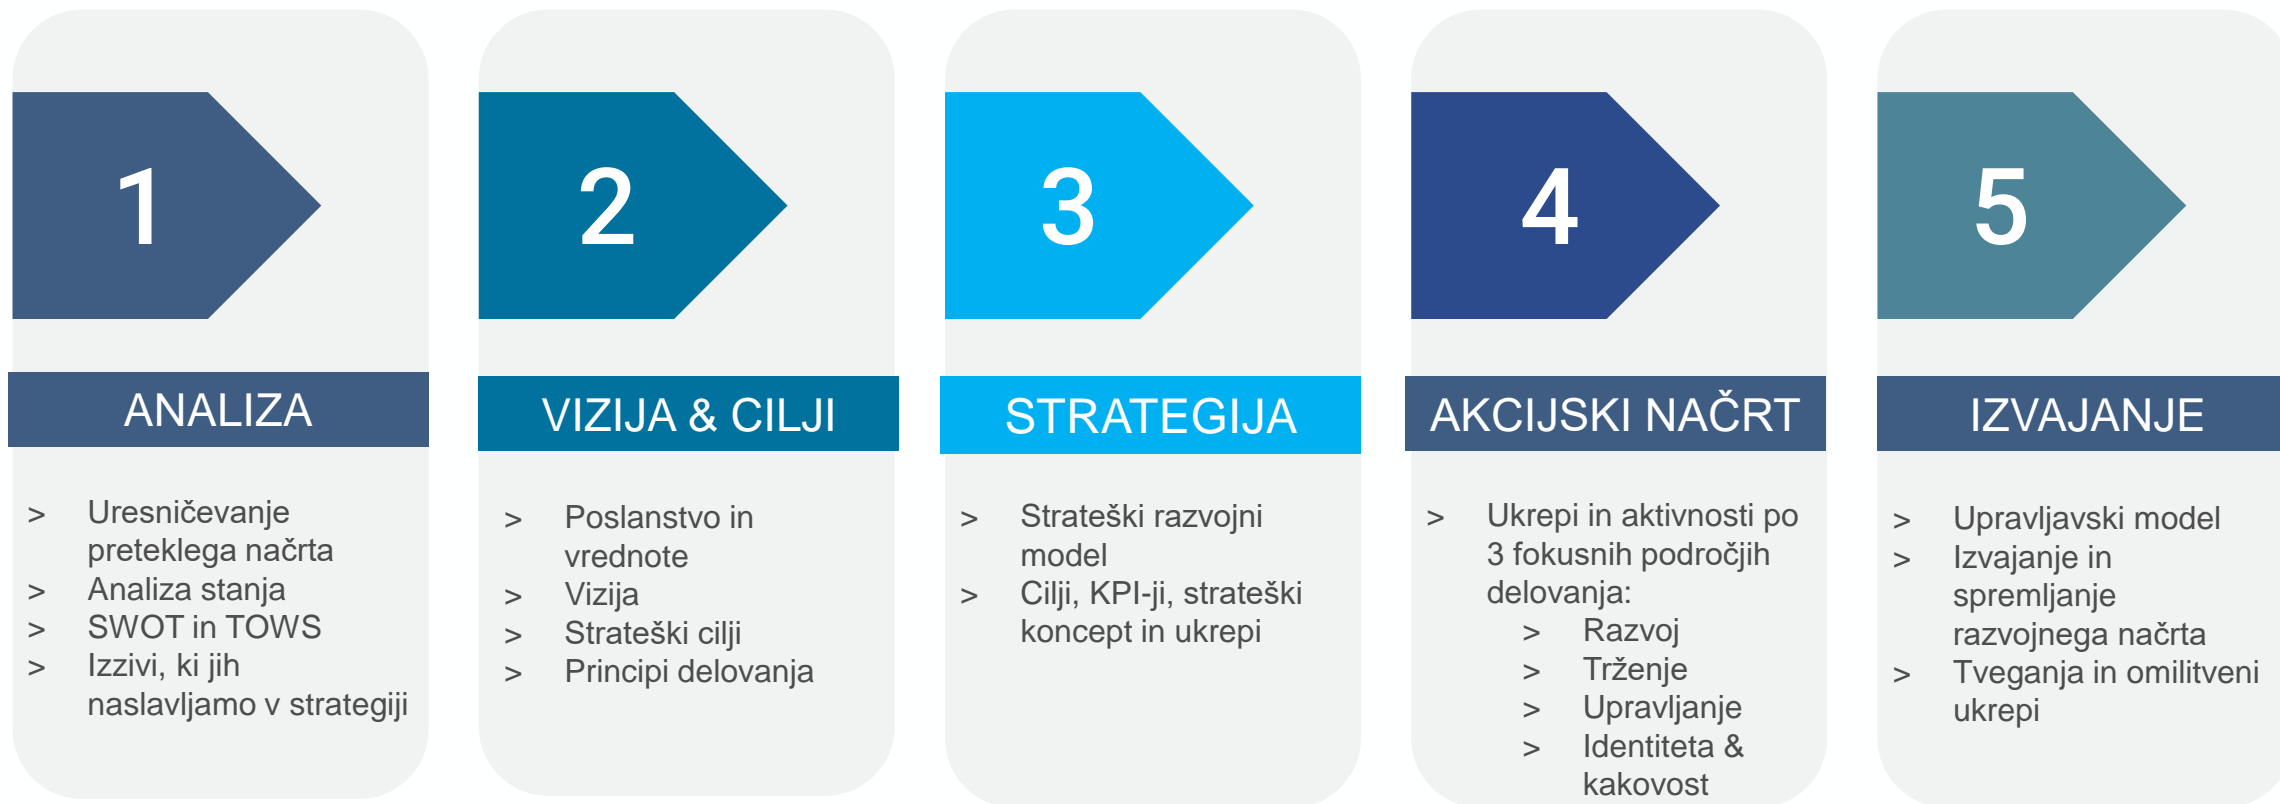 1
ANALIZA
> Uresničevanje
preteklega načrta
> Analiza stanja
> SWOT in TOWS
> Izzivi, ki jih
naslavljamo v strategiji
2
VIZIJA & CILJI
> Poslanstvo in
vrednote
> Vizija
> Strateški cilji
> Principi delovanja
3
STRATEGIJA
> Strateški razvojni
model
> Cilji, KPI-ji, strateški
koncept in ukrepi
4
AKCIJSKI NAČRT
> Ukrepi in aktivnosti po
3 fokusnih področjih
delovanja:
> Razvoj
> Trženje
> Upravljanje
> Identiteta &
kakovost
5
IZVAJANJE
> Upravljavski model
> Izvajanje in
spremljanje
razvojnega načrta
> Tveganja in omilitveni
ukrepi